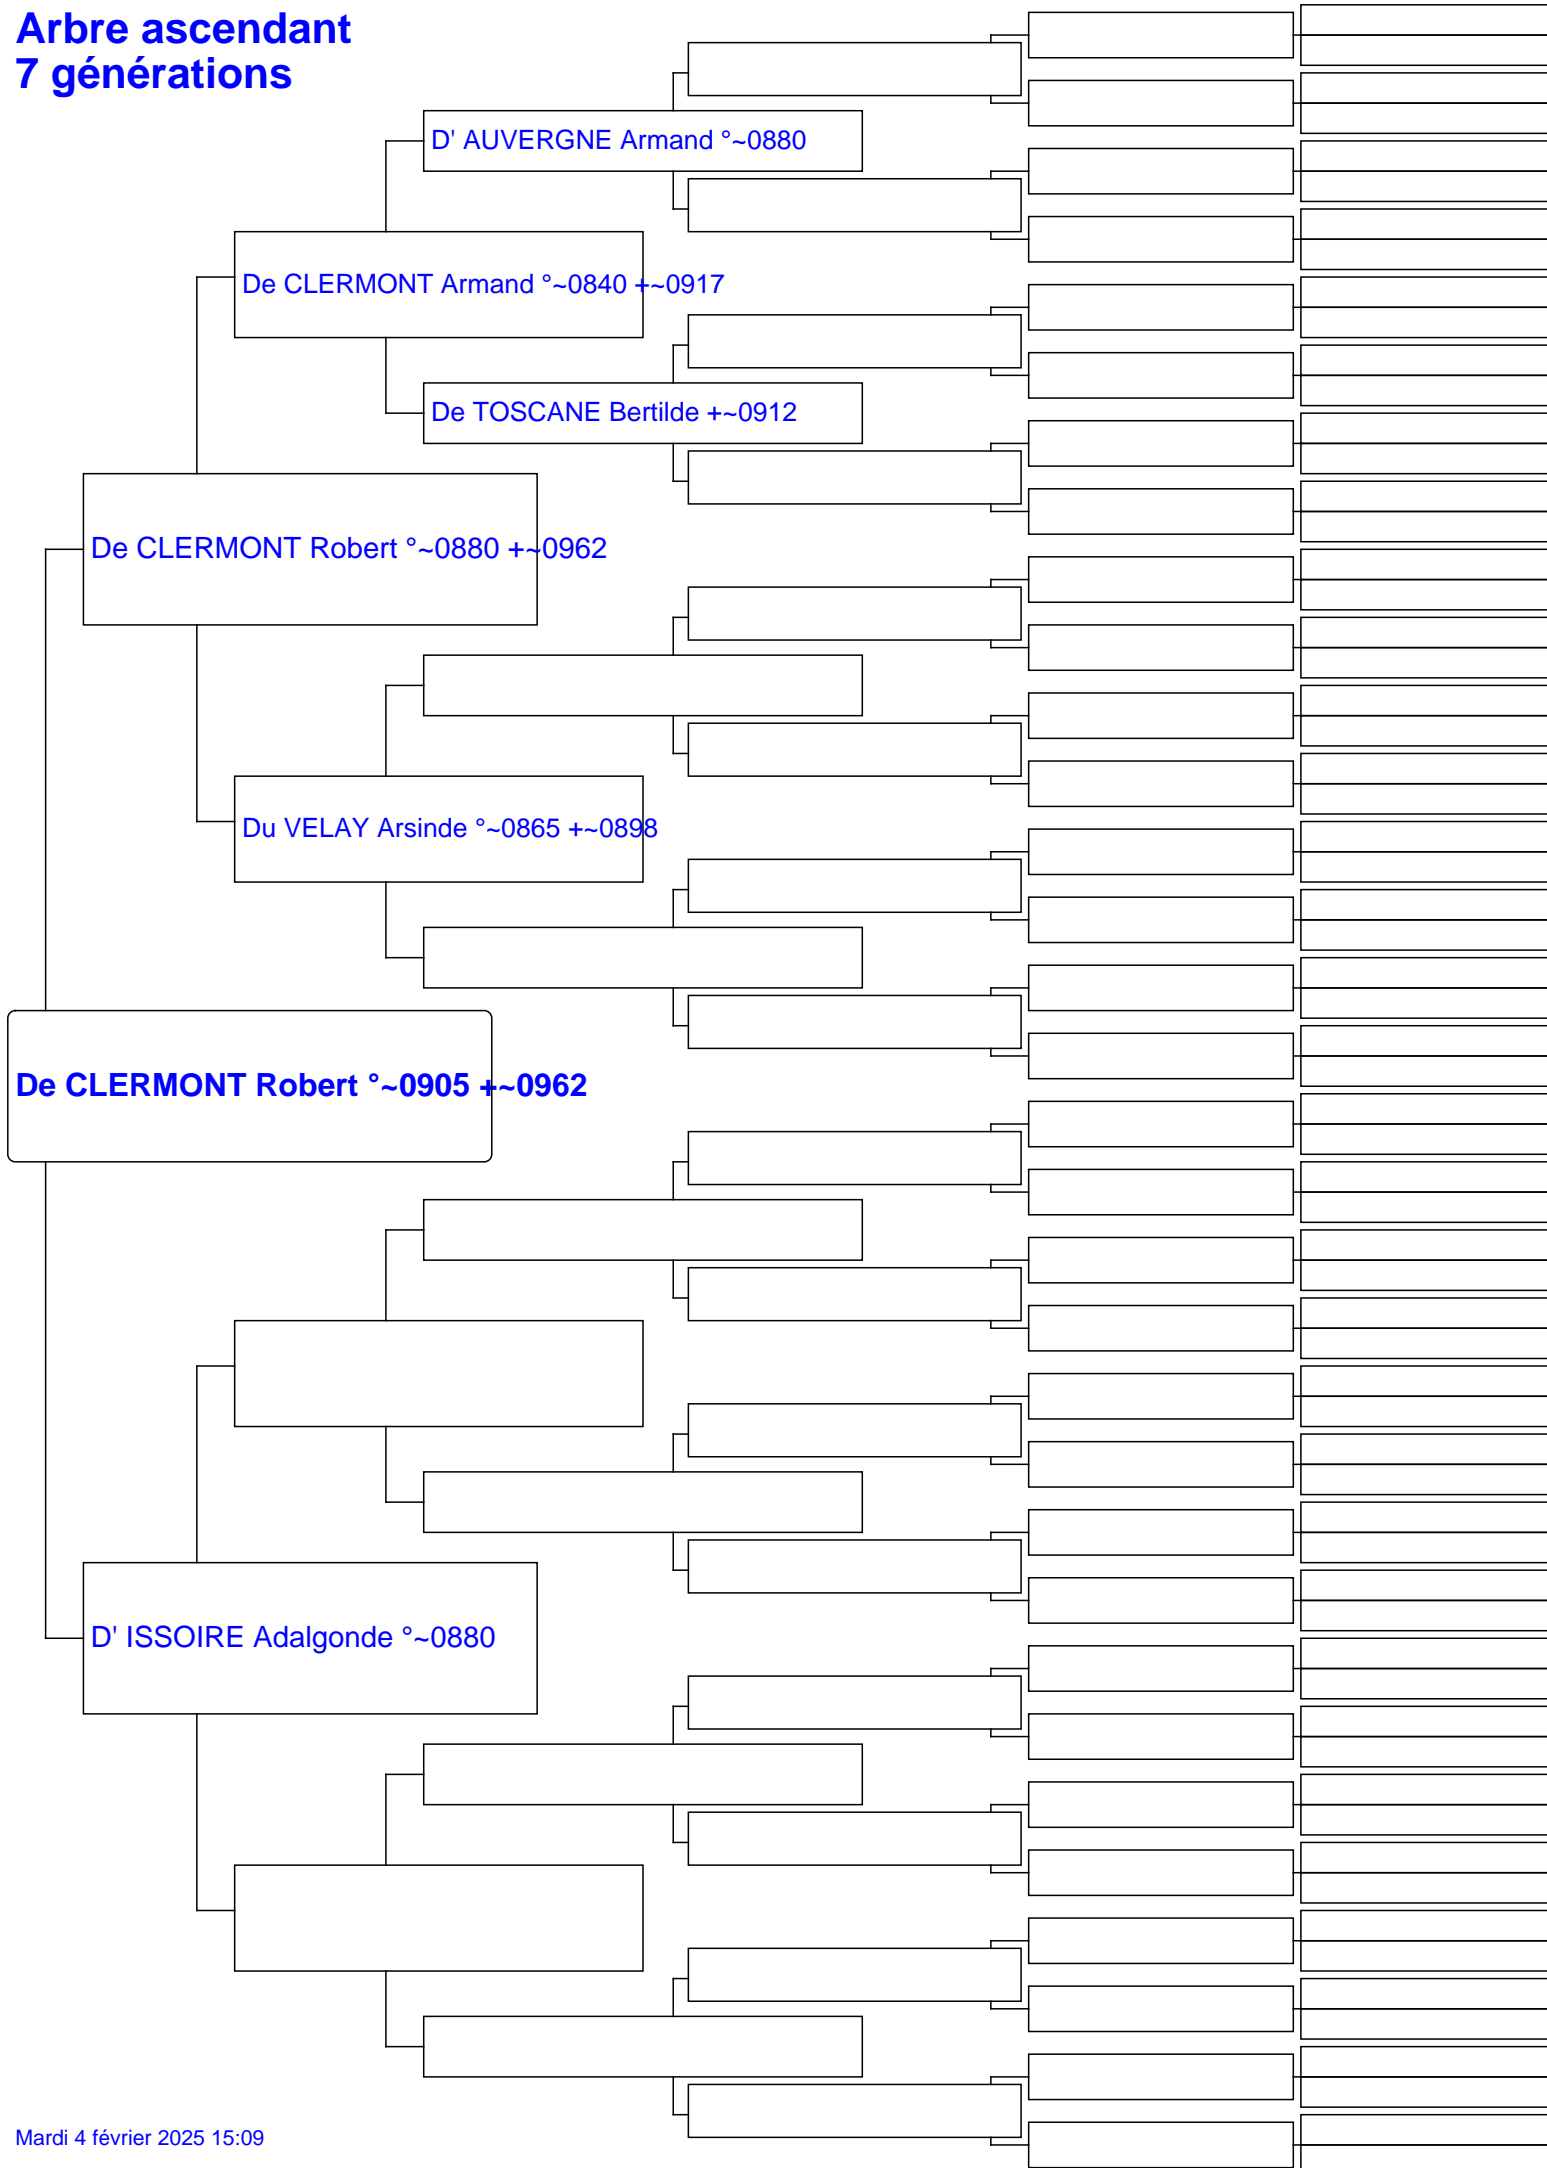 Arbre ascendant
7 générations
D' AUVERGNE Armand °~0880
De CLERMONT Armand °~0840 +~0917
De TOSCANE Bertilde +~0912
De CLERMONT Robert °~0880 +~0962
Du VELAY Arsinde °~0865 +~0898
De CLERMONT Robert °~0905 +~0962
D' ISSOIRE Adalgonde °~0880
Mardi 4 février 2025 15:09